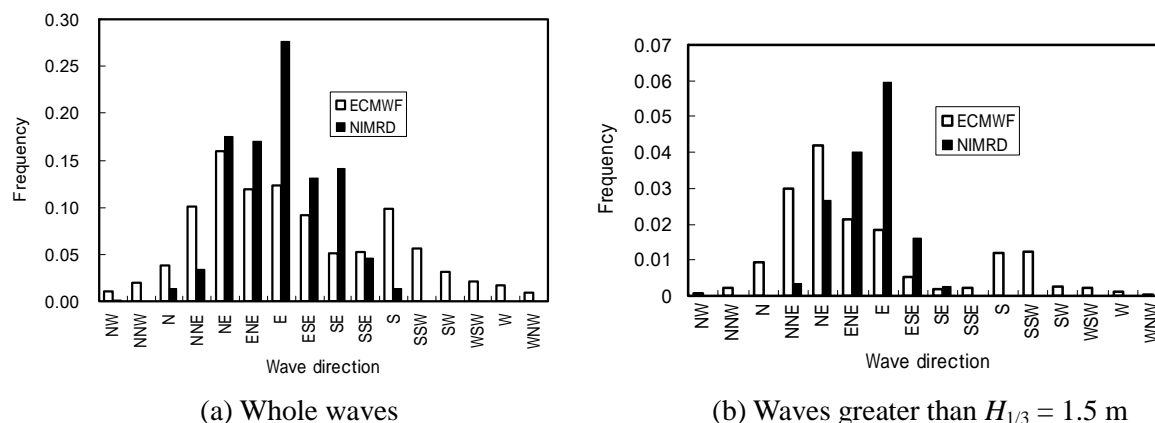 0.30
0.25
0.20
0.15
0.10
0.05
0.00
Frequency
ECMWF
NIMRD
NW
NNW
N
NNE
NE
ENE
E
ESE
SE
SSE
S
SSW
SW
WSW
W
WNW
Wave direction
(a) Whole waves
0.07
0.06
0.05
0.04
0.03
0.02
0.01
0
Frequency
ECMWF
NIMRD
NW
NNW
N
NNE
NE
ENE
E
ESE
SE
SSE
S
SSW
SW
WSW
W
WNW
Wave direction
(b) Waves greater than H1/3 = 1.5 m